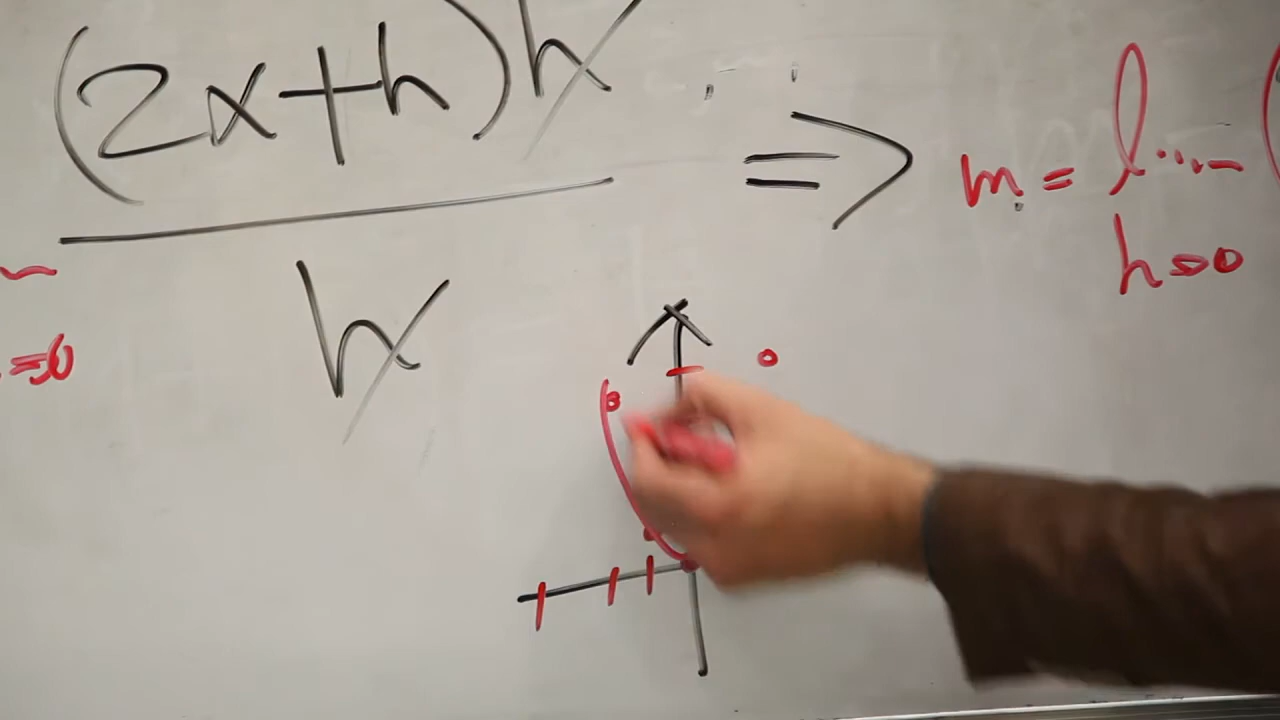 (2x+h)h
h
=>
m = lim (
h→0
=0